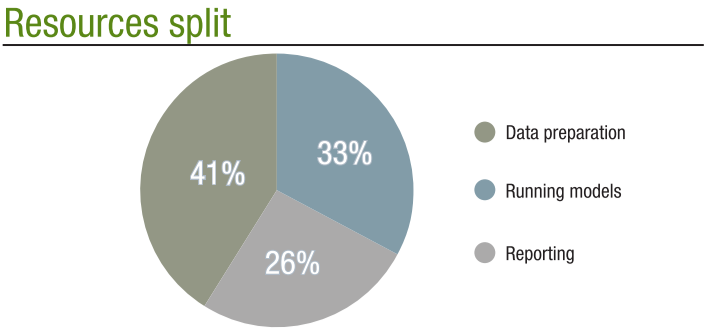 Resources split
33%
41%
26%
Data preparation
Running models
Reporting